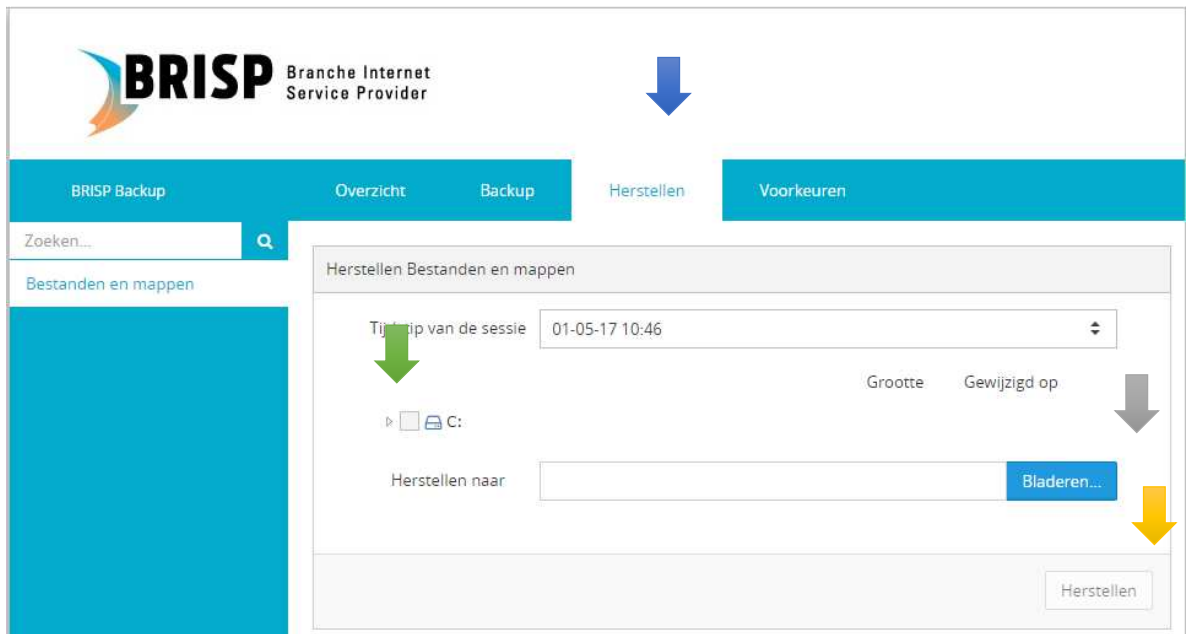 BRISP Branche Internet
Service Provider
BRISP Backup Overzicht Backup Herstellen Voorkeuren
Zoeken...
Bestanden en mappen
Herstellen Bestanden en mappen
van de sessie 01-05-17 10:46
Grootte Gewijzigd op
C:
Herstellen naar Bladeren...
Herstellen